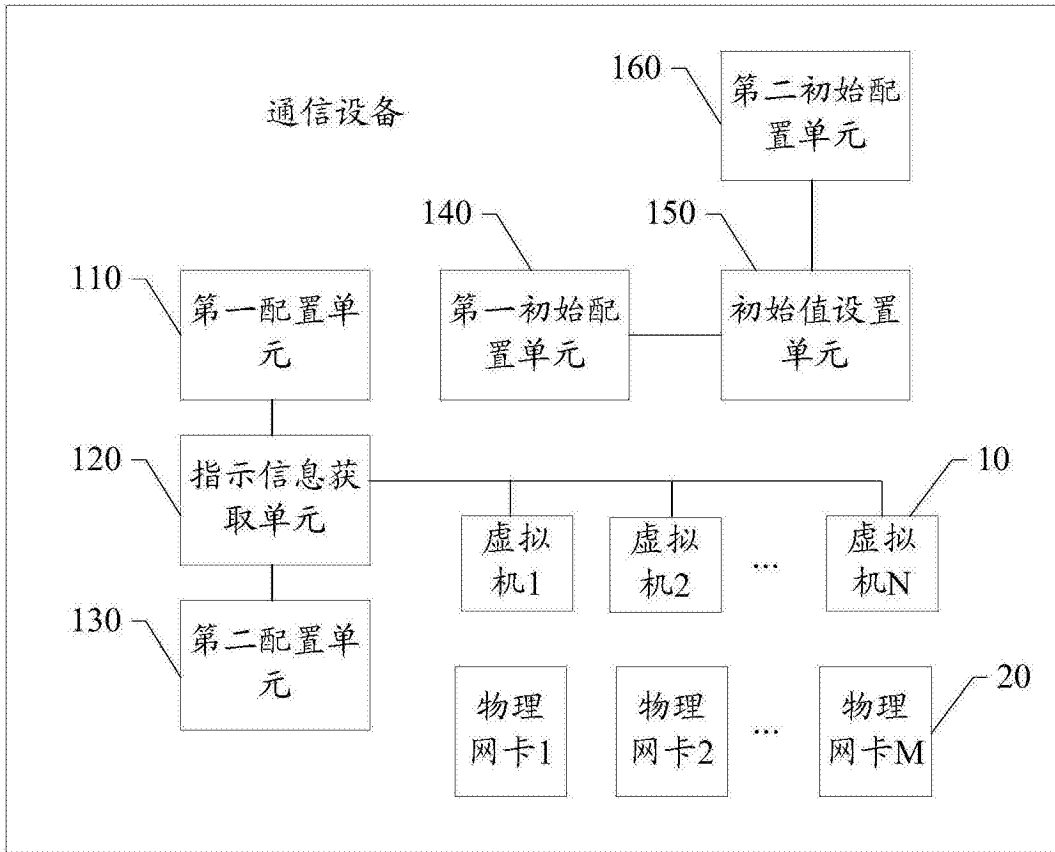 通信设备
160
第二初始配
置单元
140
150
110
第一配置单
元
第一初始配
置单元
初始值设置
单元
120
指示信息获
取单元
10
虚拟
机1
虚拟
机2
...
虚拟
机N
130
第二配置单
元
20
物理
网卡1
物理
网卡2
...
物理
网卡M